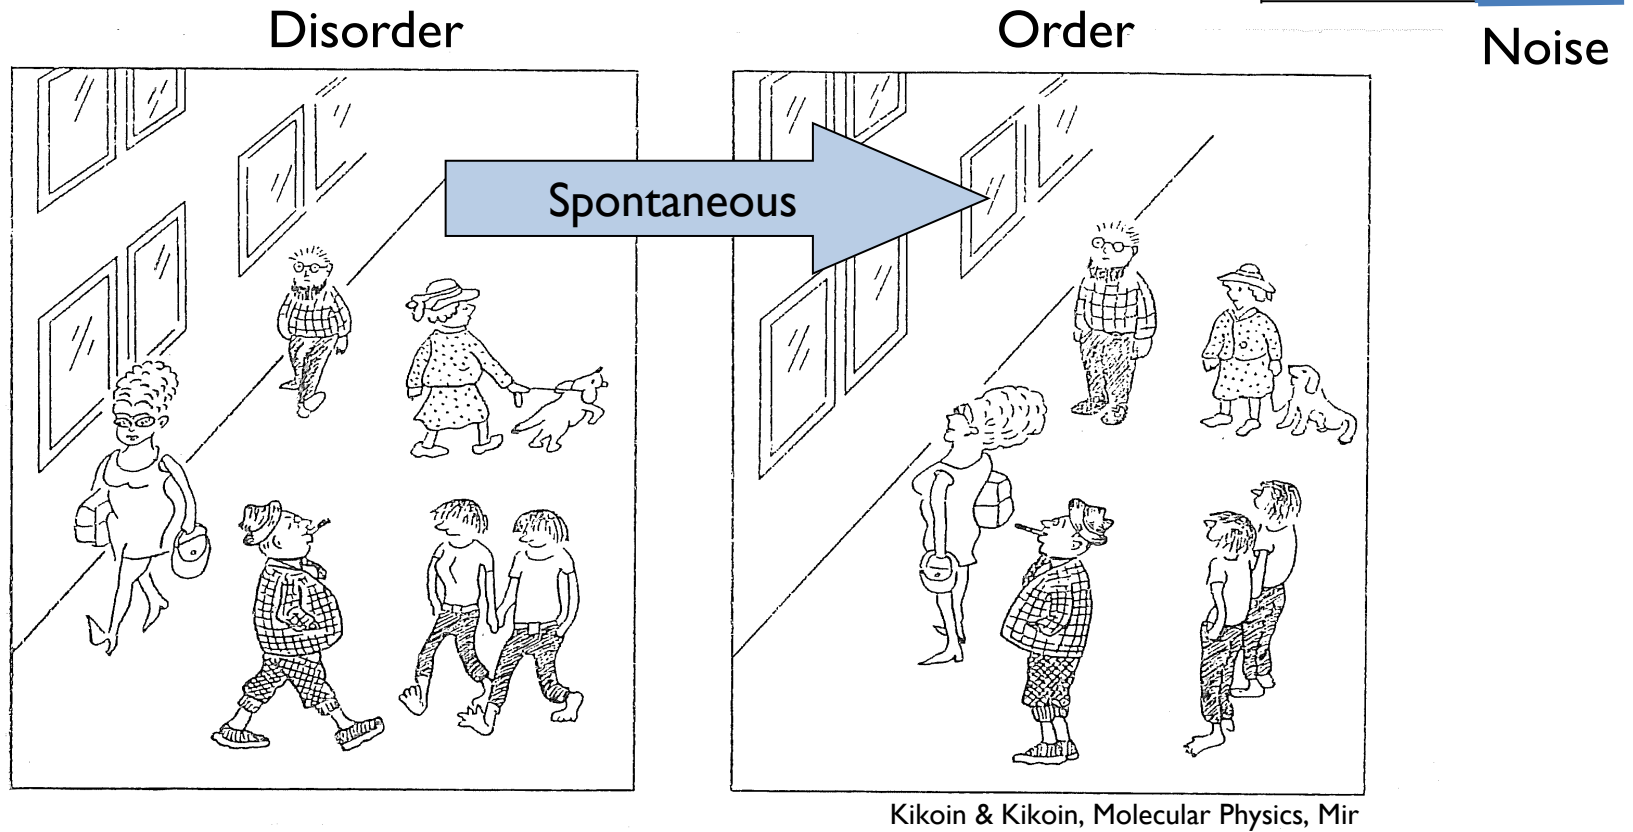 Disorder
Order
Noise
Spontaneous
Kikoin & Kikoin, Molecular Physics, Mir